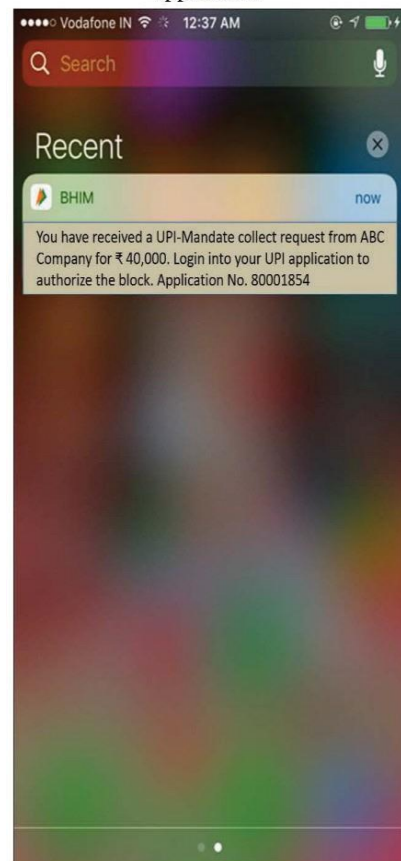 Vodafone IN 12:37 AM
Search
Recent
BHIM now
You have received a UPI-Mandate collect request from ABC
Company for ₹ 40,000. Login into your UPI application to
authorize the block. Application No. 80001854